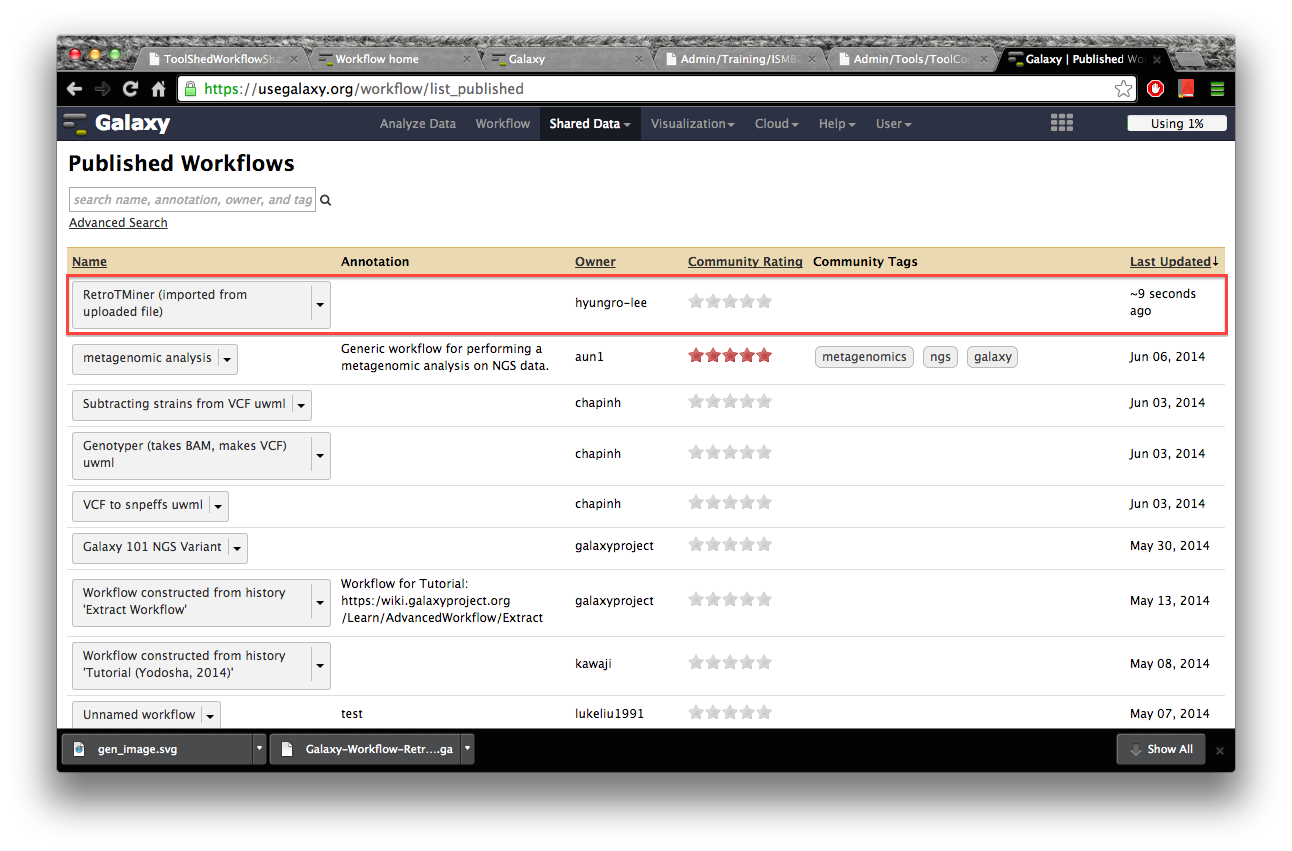 ToolShedWorkflowSha
Workflow home
Galaxy
Admin/Training/ISMB
Admin/Tools/ToolCor
Galaxy | Published Wo
https://usegalaxy.org/workflow/list_published
Galaxy
Analyze Data
Workflow
Shared Data
Visualization
Cloud
Help
User
Using 1%
Published Workflows
search name, annotation, owner, and tag
Advanced Search
Name Annotation Owner Community Rating Community Tags Last Updated↓
RetroTMiner (imported from
uploaded file)
hyungro-lee
~9 seconds
ago
metagenomic analysis
Generic workflow for performing a
metagenomic analysis on NGS data.
aun1
metagenomics ngs galaxy
Jun 06, 2014
Subtracting strains from VCF uwml
chapinh
Jun 03, 2014
Genotyper (takes BAM, makes VCF)
uwml
chapinh
Jun 03, 2014
VCF to snpeffs uwml
chapinh
Jun 03, 2014
Galaxy 101 NGS Variant
galaxyproject
May 30, 2014
Workflow constructed from history
'Extract Workflow'
Workflow for Tutorial:
https:/wiki.galaxyproject.org
/Learn/AdvancedWorkflow/Extract
galaxyproject
May 13, 2014
Workflow constructed from history
'Tutorial (Yodosha, 2014)'
kawaji
May 08, 2014
Unnamed workflow
test
lukeliu1991
May 07, 2014
gen_image.svg
Galaxy-Workflow-Retr....ga
Show All